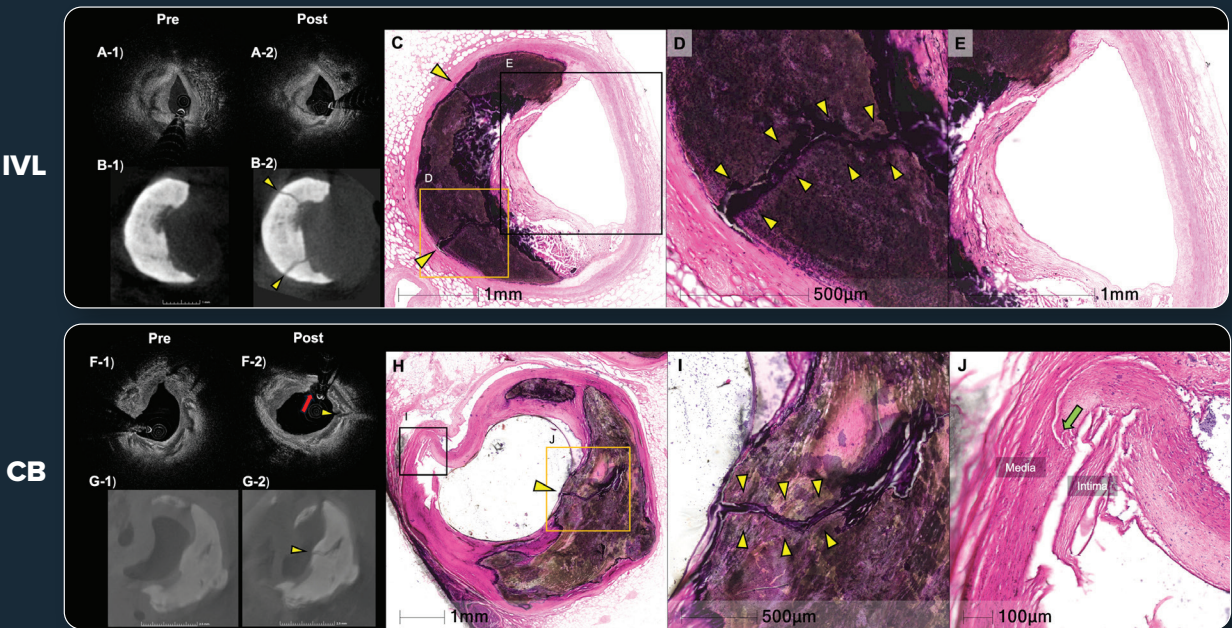 IVL
Pre
Post
A-1)
A-2)
B-1)
B-2)
C
E
D
1mm
D
500µm
E
1mm
CB
Pre
Post
F-1)
F-2)
G-1)
G-2)
H
I
J
1mm
I
500µm
J
Media
Intima
100µm